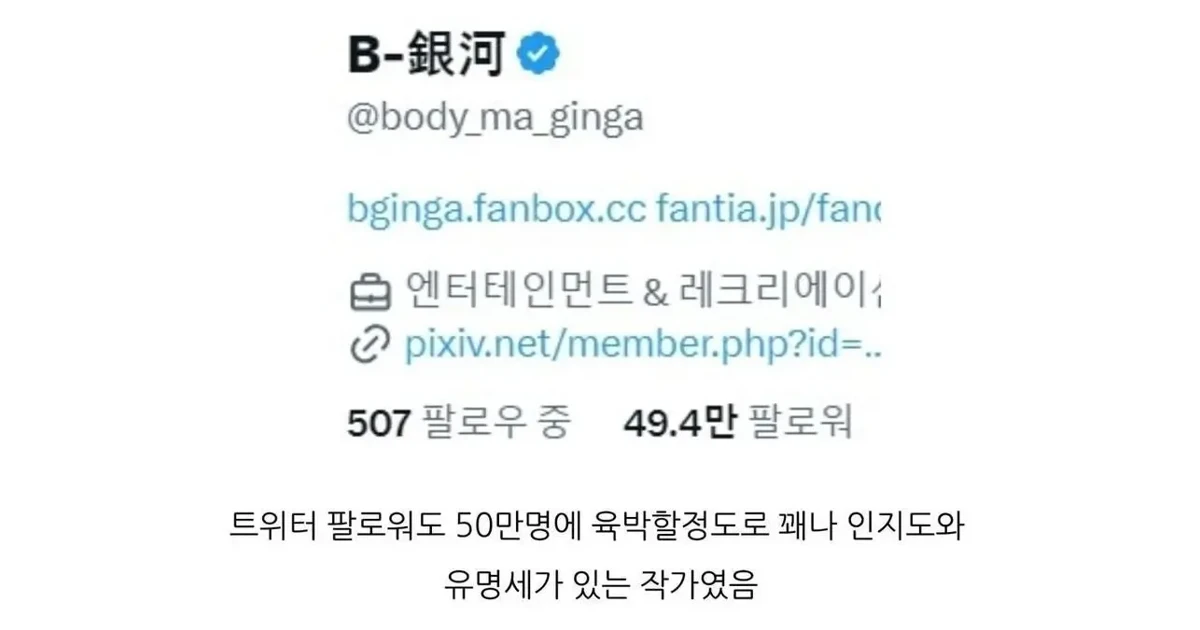 B-銀河
@body_ma_ginga
bginga.fanbox.cc fantia.jp/fanc
엔터테인먼트 & 레크리에이
pixiv.net/member.php?id=...
507 팔로우 중 49.4만 팔로워
트위터 팔로워도 50만명에 육박할정도로 꽤나 인지도와
유명세가 있는 작가였음